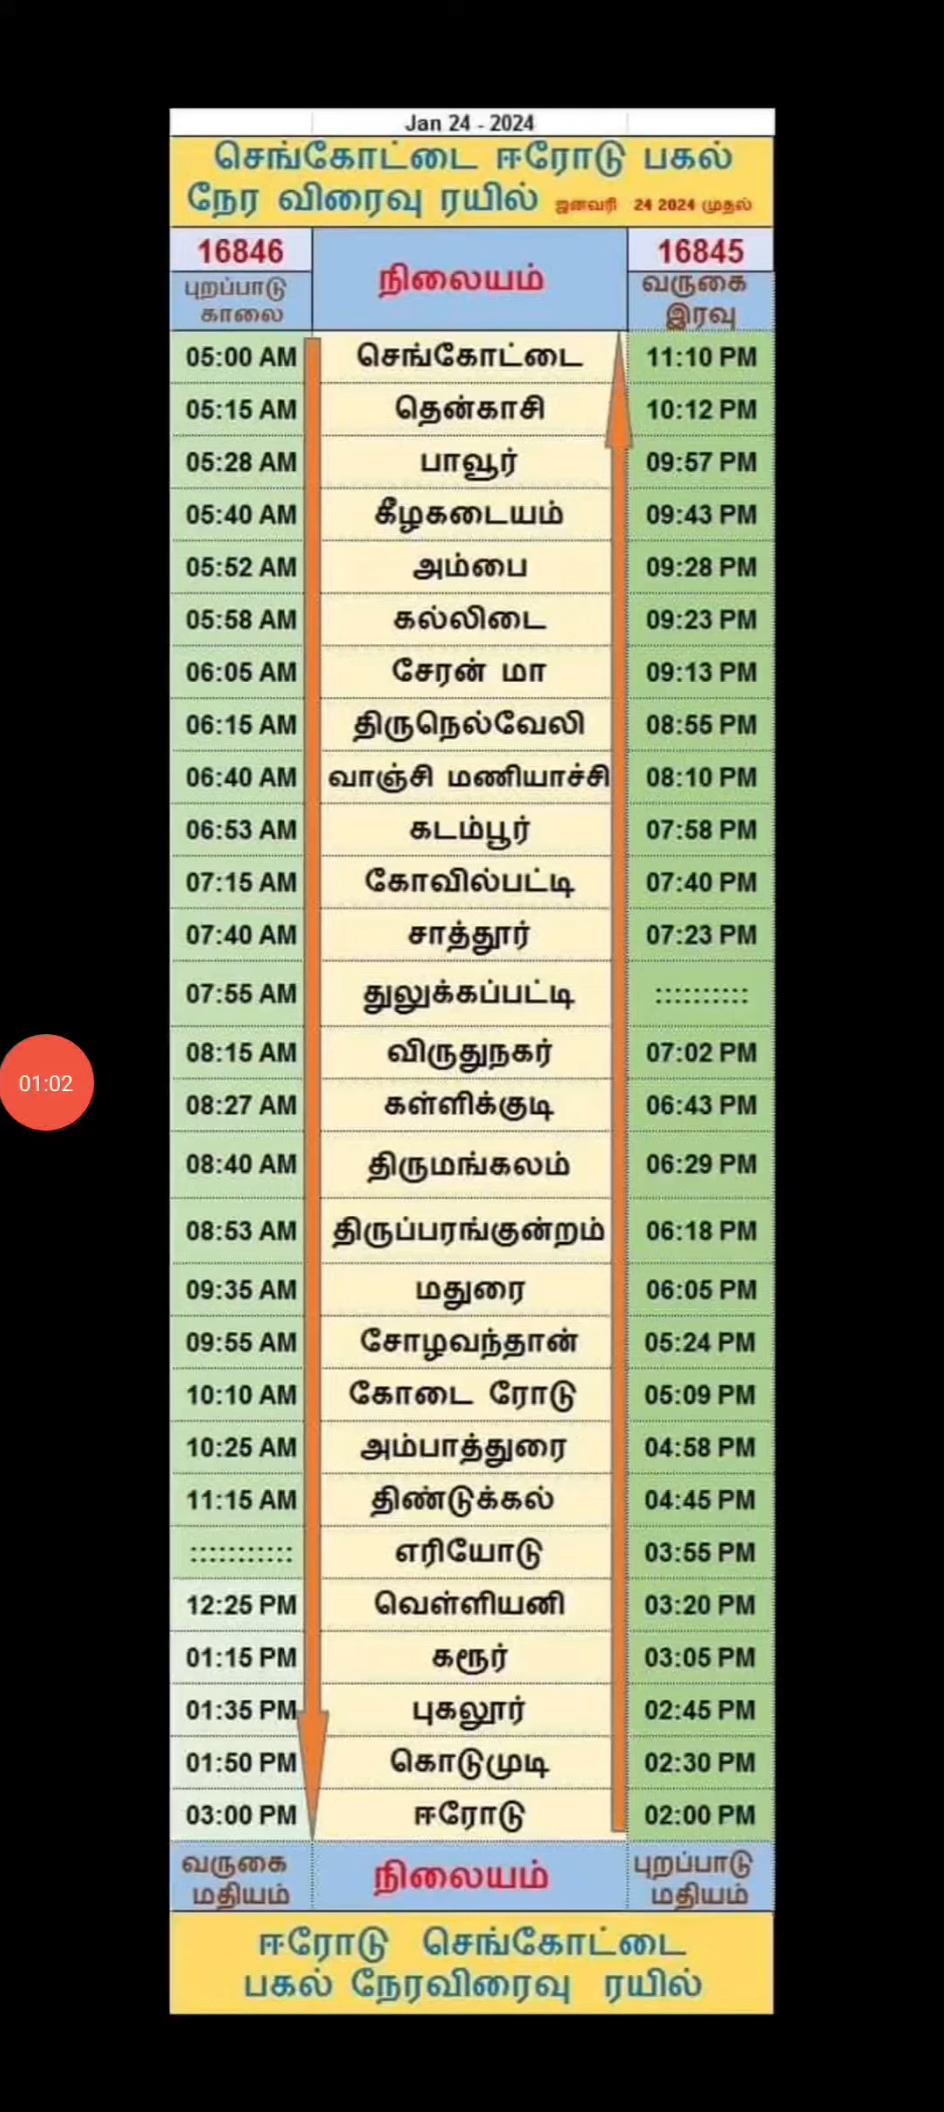 Jan 24 - 2024
செங்கோட்டை ஈரோடு பகல்
நேர விரைவு ரயில் ஜனவரி 24 2024 முதல்
16846 நிலையம் 16845
புறப்பாடு காலை வருகை இரவு
05:00 AM செங்கோட்டை 11:10 PM
05:15 AM தென்காசி 10:12 PM
05:28 AM பாவூர் 09:57 PM
05:40 AM கீழகடையம் 09:43 PM
05:52 AM அம்பை 09:28 PM
05:58 AM கல்லிடை 09:23 PM
06:05 AM சேரன் மா 09:13 PM
06:15 AM திருநெல்வேலி 08:55 PM
06:40 AM வாஞ்சி மணியாச்சி 08:10 PM
06:53 AM கடம்பூர் 07:58 PM
07:15 AM கோவில்பட்டி 07:40 PM
07:40 AM சாத்தூர் 07:23 PM
07:55 AM துலுக்கப்பட்டி ::::::::::
08:15 AM விருதுநகர் 07:02 PM
08:27 AM கள்ளிக்குடி 06:43 PM
08:40 AM திருமங்கலம் 06:29 PM
08:53 AM திருப்பரங்குன்றம் 06:18 PM
09:35 AM மதுரை 06:05 PM
09:55 AM சோழவந்தான் 05:24 PM
10:10 AM கோடை ரோடு 05:09 PM
10:25 AM அம்பாத்துரை 04:58 PM
11:15 AM திண்டுக்கல் 04:45 PM
::::::::::: எரியோடு 03:55 PM
12:25 PM வெள்ளியனி 03:20 PM
01:15 PM கரூர் 03:05 PM
01:35 PM புகலூர் 02:45 PM
01:50 PM கொடுமுடி 02:30 PM
03:00 PM ஈரோடு 02:00 PM
வருகை மதியம் நிலையம் புறப்பாடு மதியம்
ஈரோடு செங்கோட்டை
பகல் நேரவிரைவு ரயில்
01:02